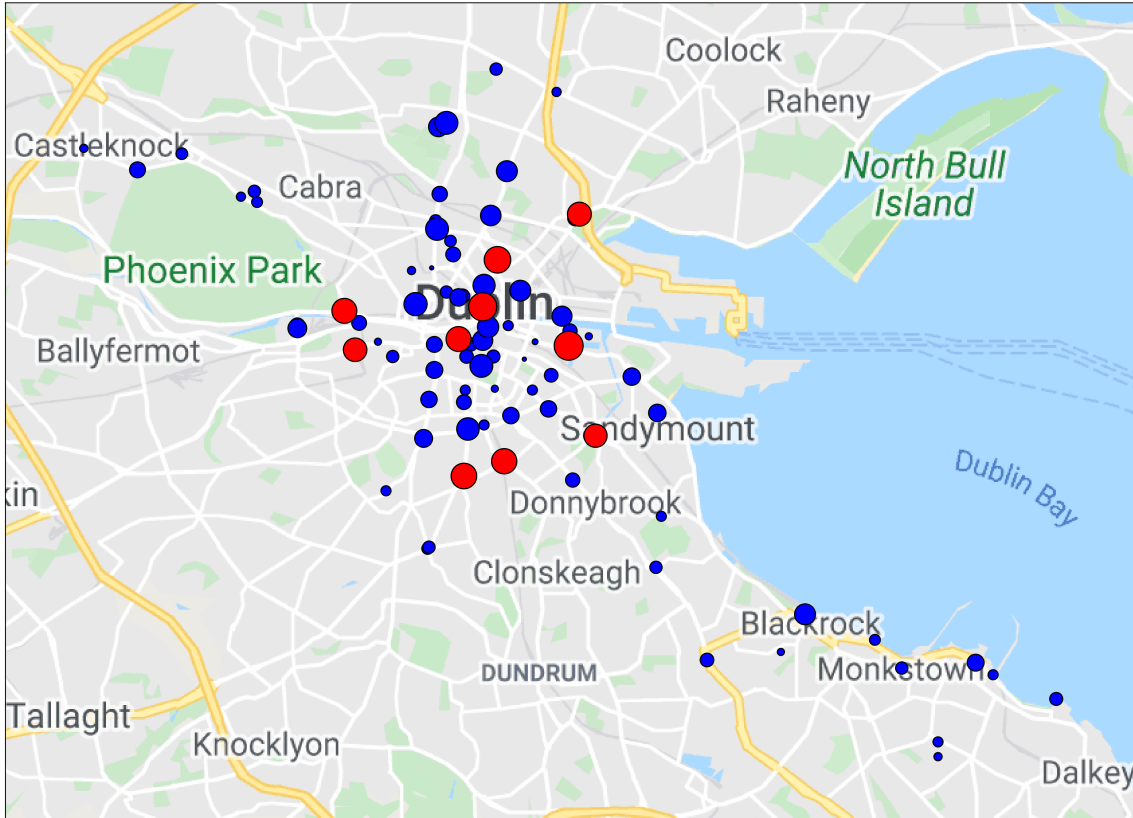 Coolock
Raheny
Castleknock
North Bull
Island
Cabra
Phoenix Park
Dublin
Ballyfermot
Sandymount
Dublin Bay
kin
Donnybrook
Clonskeagh
Blackrock
DUNDRUM
Monkstown
Tallaght
Knocklyon
Dalkey